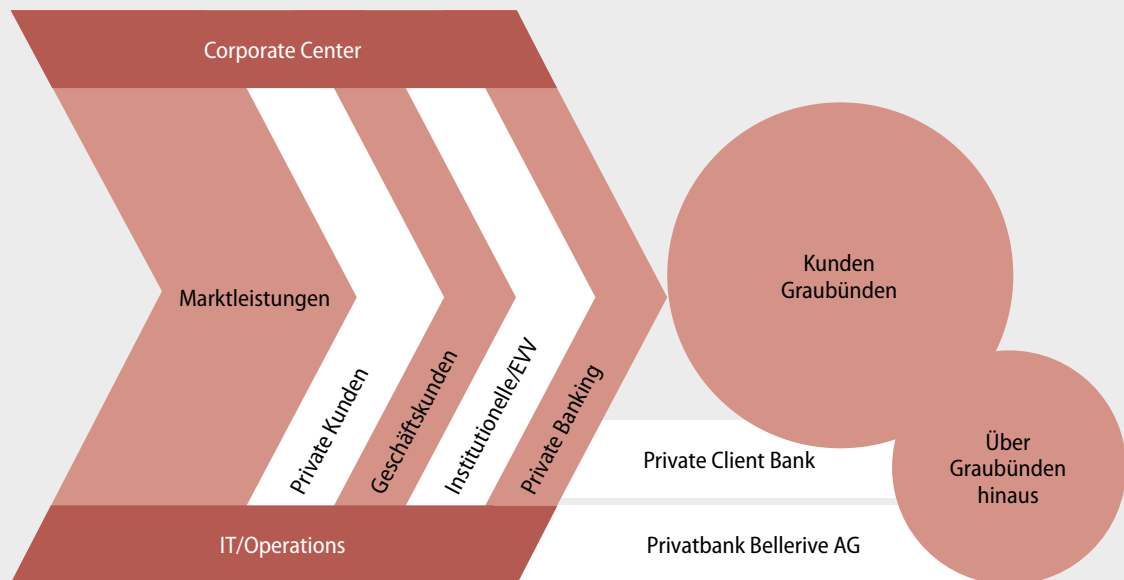 Corporate Center
Marktleistungen
Private Kunden
Geschäftskunden
Institutionelle/EVV
Private Banking
Kunden
Graubünden
Private Client Bank
Über
Graubünden
hinaus
IT/Operations
Privatbank Bellerive AG